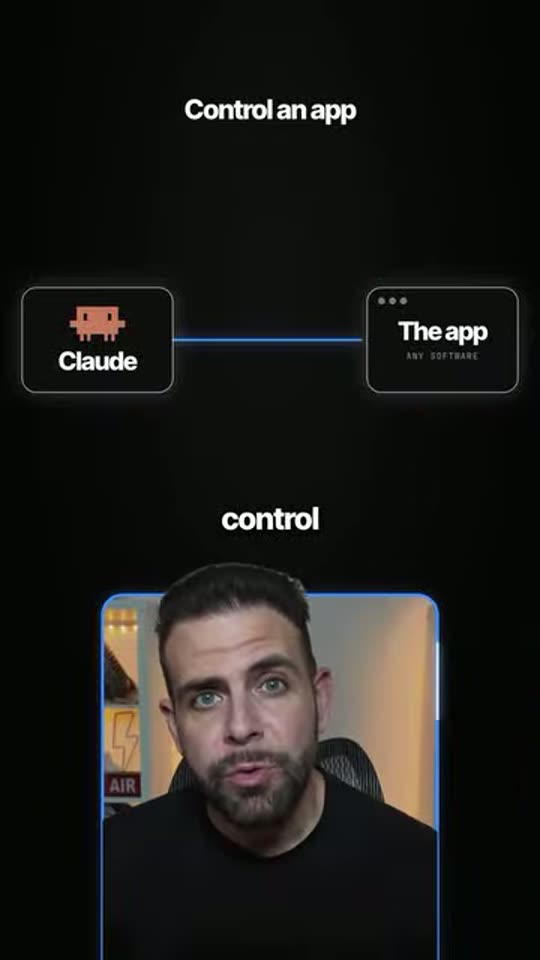 Control an app
Claude
The app
ANY SOFTWARE
control
AIR